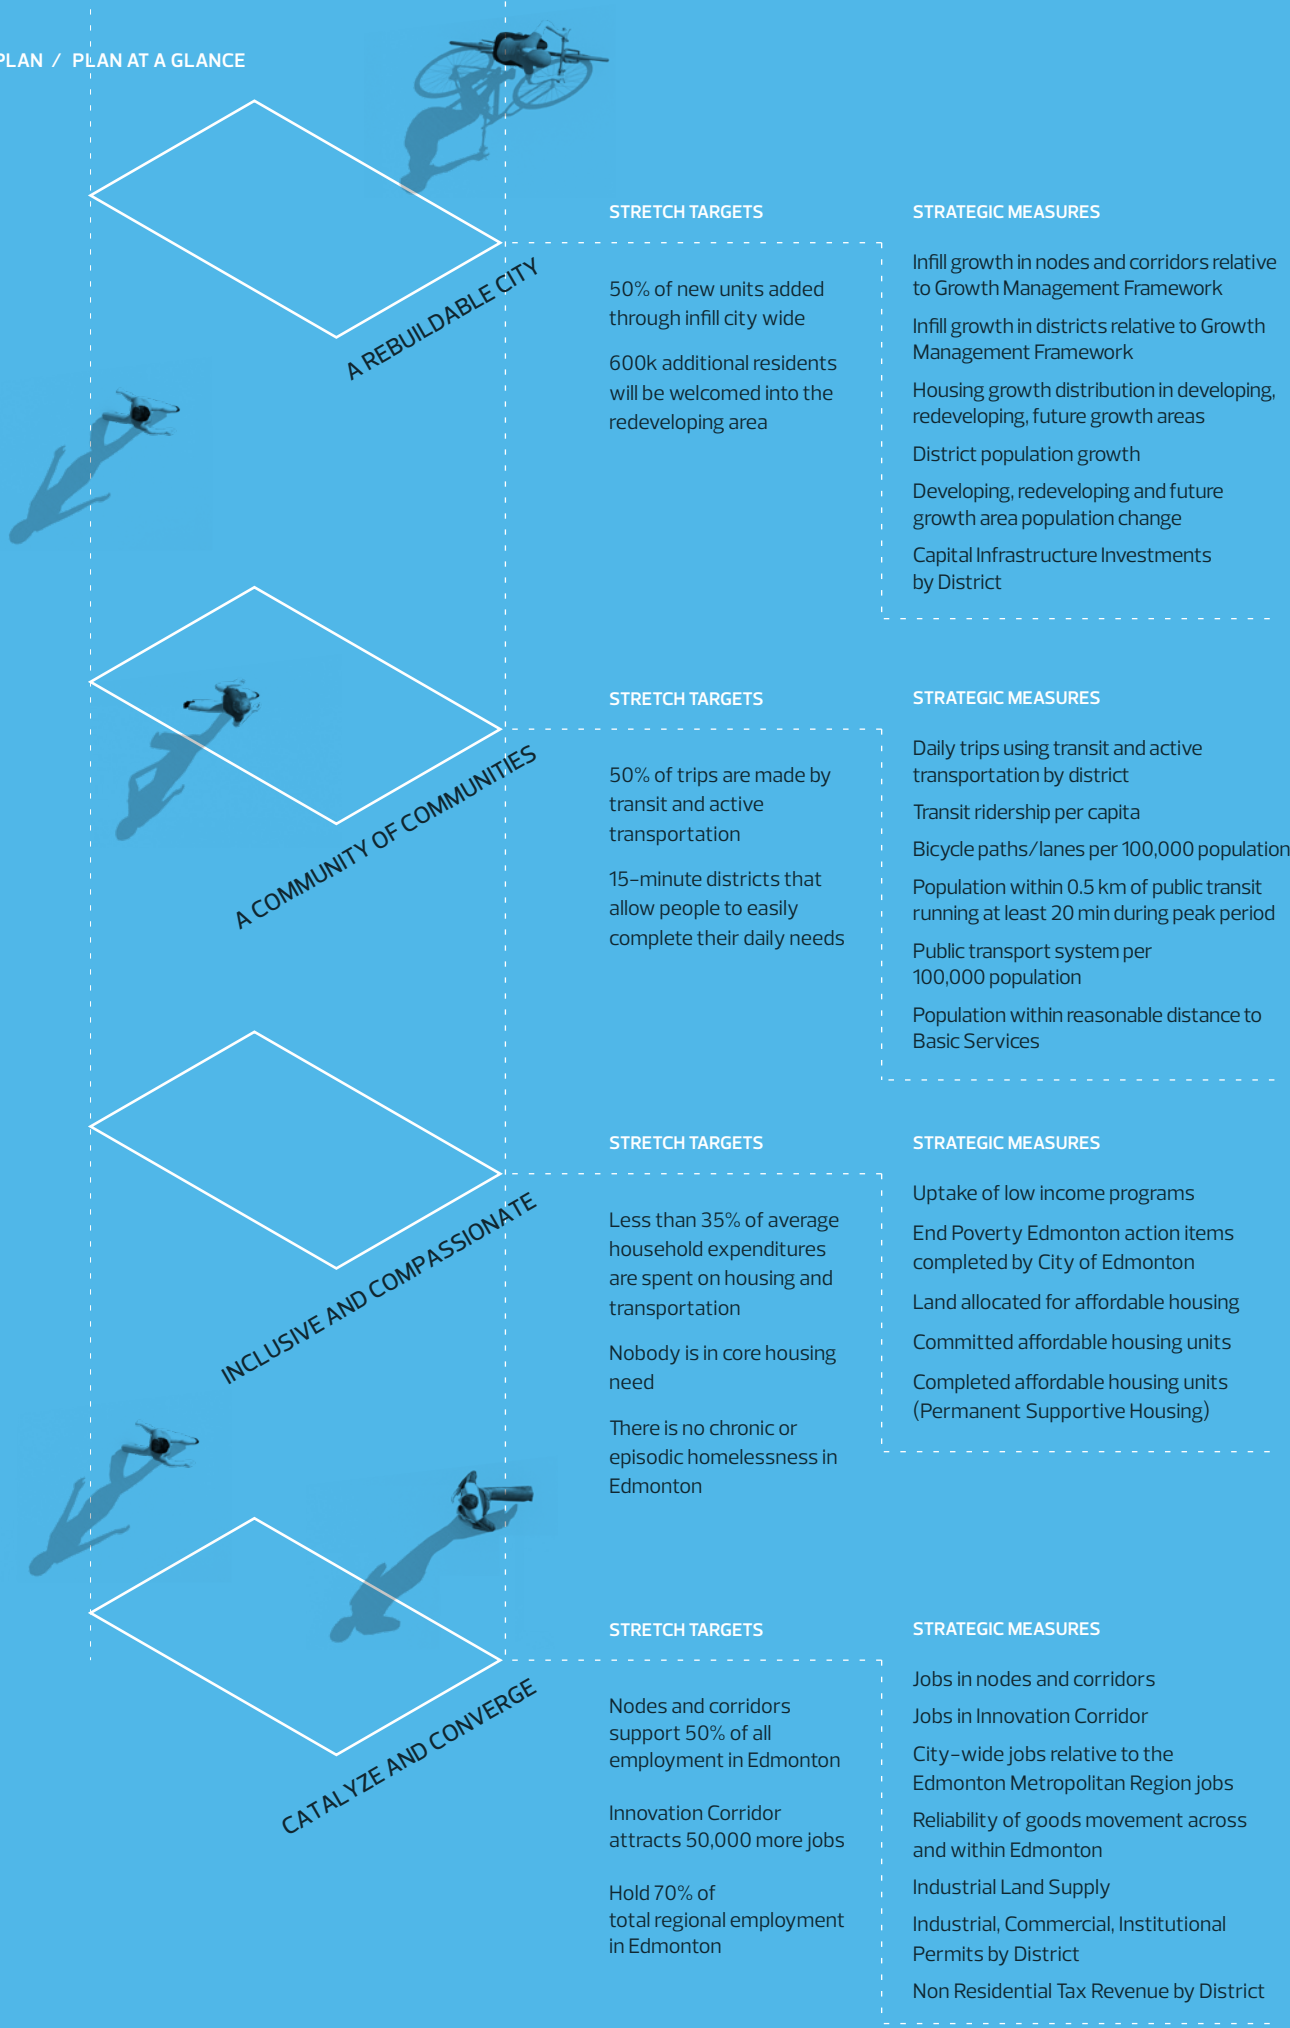 PLAN / PLAN AT A GLANCE
A REBUILDABLE CITY
STRETCH TARGETS
50% of new units added
through infill city wide
600k additional residents
will be welcomed into the
redeveloping area
STRATEGIC MEASURES
Infill growth in nodes and corridors relative
to Growth Management Framework
Infill growth in districts relative to Growth
Management Framework
Housing growth distribution in developing,
redeveloping, future growth areas
District population growth
Developing, redeveloping and future
growth area population change
Capital Infrastructure Investments
by District
A COMMUNITY OF COMMUNITIES
STRETCH TARGETS
50% of trips are made by
transit and active
transportation
15-minute districts that
allow people to easily
complete their daily needs
STRATEGIC MEASURES
Daily trips using transit and active
transportation by district
Transit ridership per capita
Bicycle paths/lanes per 100,000 population
Population within 0.5 km of public transit
running at least 20 min during peak period
Public transport system per
100,000 population
Population within reasonable distance to
Basic Services
INCLUSIVE AND COMPASSIONATE
STRETCH TARGETS
Less than 35% of average
household expenditures
are spent on housing and
transportation
Nobody is in core housing
need
There is no chronic or
episodic homelessness in
Edmonton
STRATEGIC MEASURES
Uptake of low income programs
End Poverty Edmonton action items
completed by City of Edmonton
Land allocated for affordable housing
Committed affordable housing units
Completed affordable housing units
(Permanent Supportive Housing)
CATALYZE AND CONVERGE
STRETCH TARGETS
Nodes and corridors
support 50% of all
employment in Edmonton
Innovation Corridor
attracts 50,000 more jobs
Hold 70% of
total regional employment
in Edmonton
STRATEGIC MEASURES
Jobs in nodes and corridors
Jobs in Innovation Corridor
City-wide jobs relative to the
Edmonton Metropolitan Region jobs
Reliability of goods movement across
and within Edmonton
Industrial Land Supply
Industrial, Commercial, Institutional
Permits by District
Non Residential Tax Revenue by District